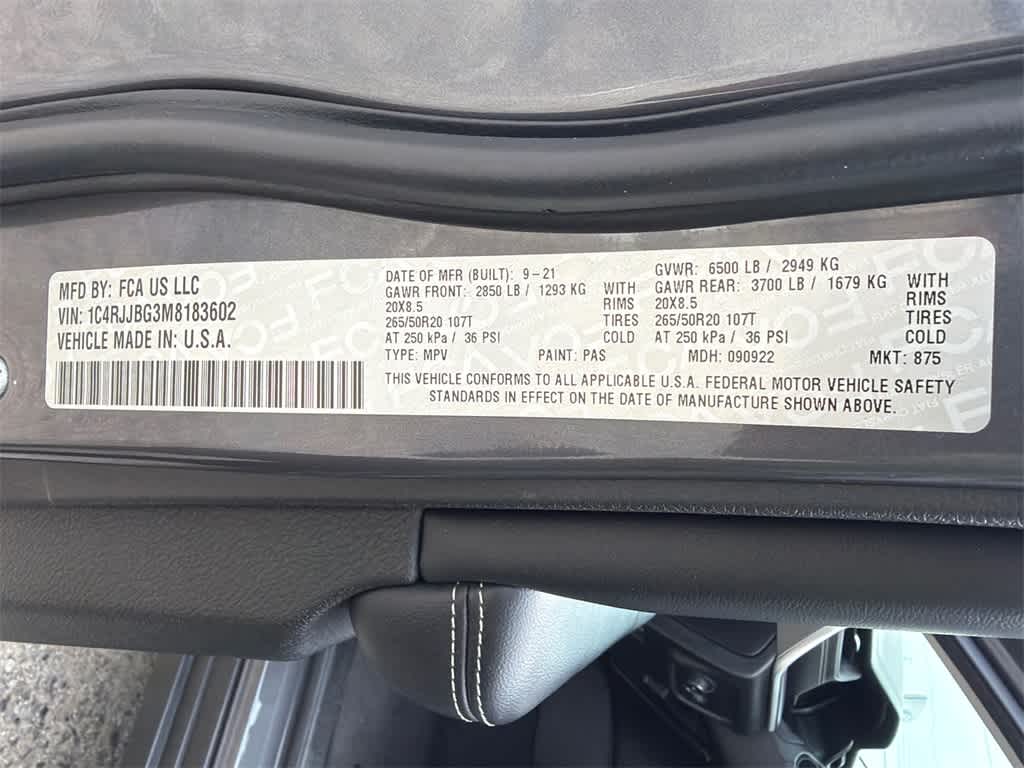 MFD BY: FCA US LLC
VIN: 1C4RJJBG3M8183602
VEHICLE MADE IN: U.S.A.
DATE OF MFR (BUILT): 9-21 GVWR: 6500 LB / 2949 KG
GAWR FRONT: 2850 LB / 1293 KG WITH GAWR REAR: 3700 LB / 1679 KG WITH
20X8.5 RIMS 20X8.5 RIMS
265/50R20 107T TIRES 265/50R20 107T TIRES
AT 250 kPa / 36 PSI COLD AT 250 kPa / 36 PSI COLD
TYPE: MPV PAINT: PAS MDH: 090922 MKT: 875
THIS VEHICLE CONFORMS TO ALL APPLICABLE U.S.A. FEDERAL MOTOR VEHICLE SAFETY
STANDARDS IN EFFECT ON THE DATE OF MANUFACTURE SHOWN ABOVE.